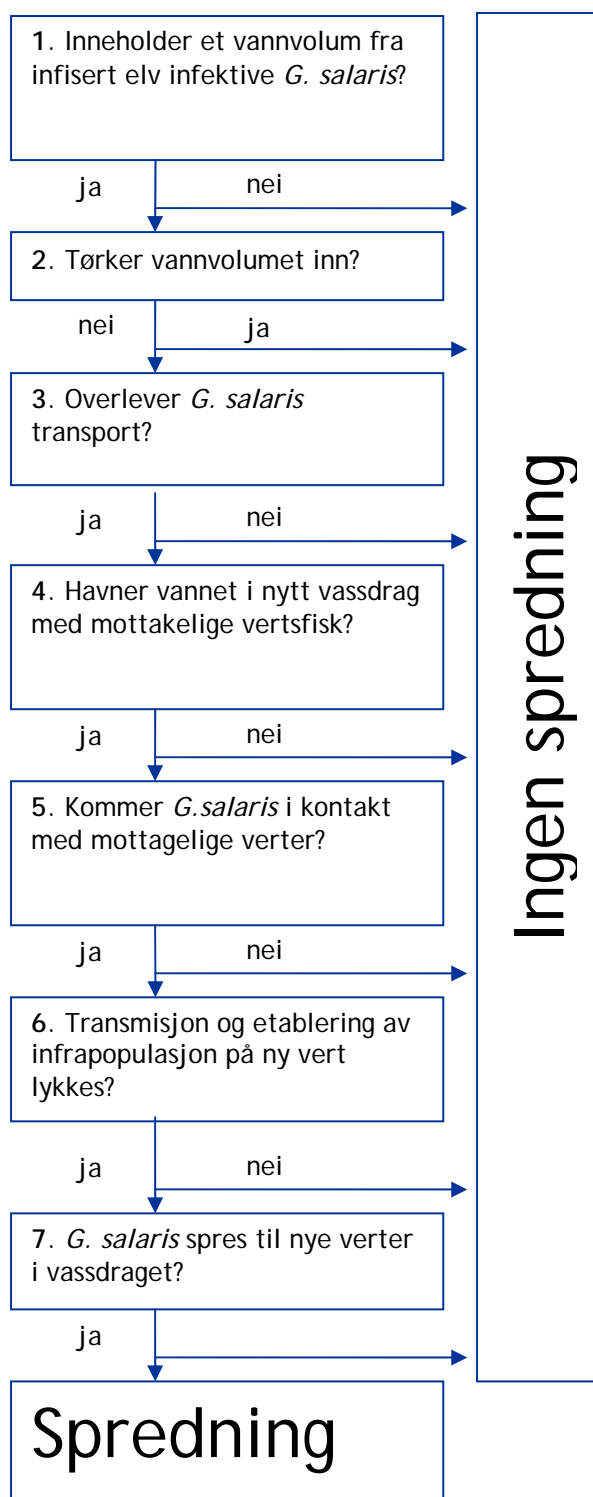 1. Inneholder et vannvolum fra
infisert elv infektive G. salaris?
ja
nei
2. Tørker vannvolumet inn?
nei
ja
3. Overlever G. salaris
transport?
ja
nei
4. Havner vannet i nytt vassdrag
med mottakelige vertsfisk?
ja
nei
5. Kommer G.salaris i kontakt
med mottagelige verter?
ja
nei
6. Transmisjon og etablering av
infrapopulasjon på ny vert
lykkes?
ja
nei
7. G. salaris spres til nye verter
i vassdraget?
ja
Spredning
Ingen spredning